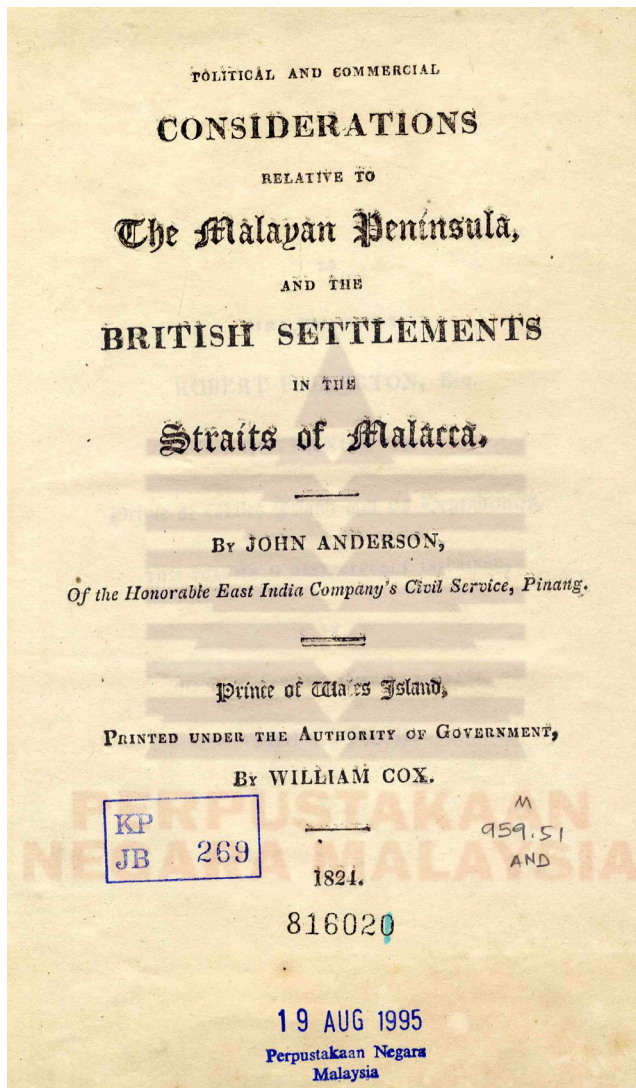 POLITICAL AND COMMERCIAL
CONSIDERATIONS
RELATIVE TO
The Malayan Peninsula,
AND THE
BRITISH SETTLEMENTS
IN THE
Straits of Malacca.
By JOHN ANDERSON,
Of the Honorable East India Company's Civil Service, Pinang.
Prince of Wales Island,
PRINTED UNDER THE AUTHORITY OF GOVERNMENT,
By WILLIAM COX.
PERPUSTAKAAN
NEGARA MALAYSIA
KP
JB 269
M
959.51
AND
1824.
816020
19 AUG 1995
Perpustakaan Negara
Malaysia